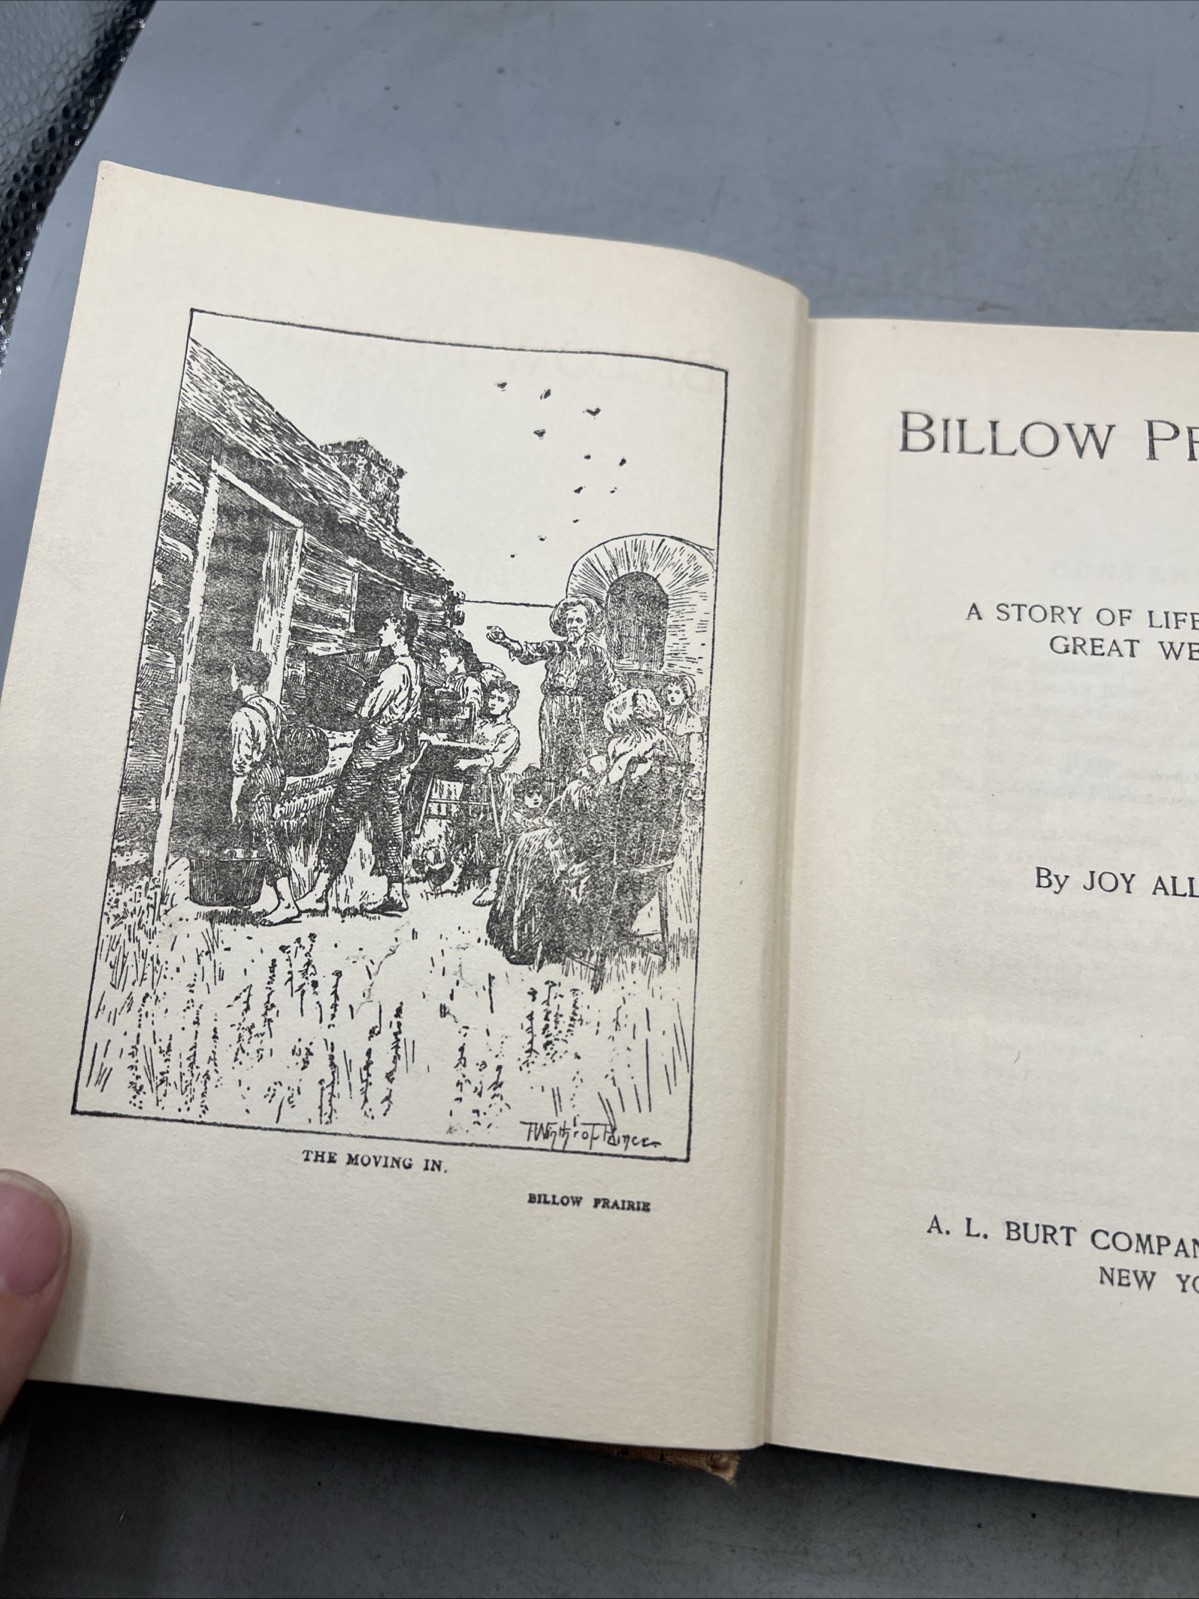 THE MOVING IN.
BILLOW PRAIRIE
BILLOW PR
A STORY OF LIFE
GREAT WE
By JOY ALL
A. L. BURT COMPAN
NEW YO